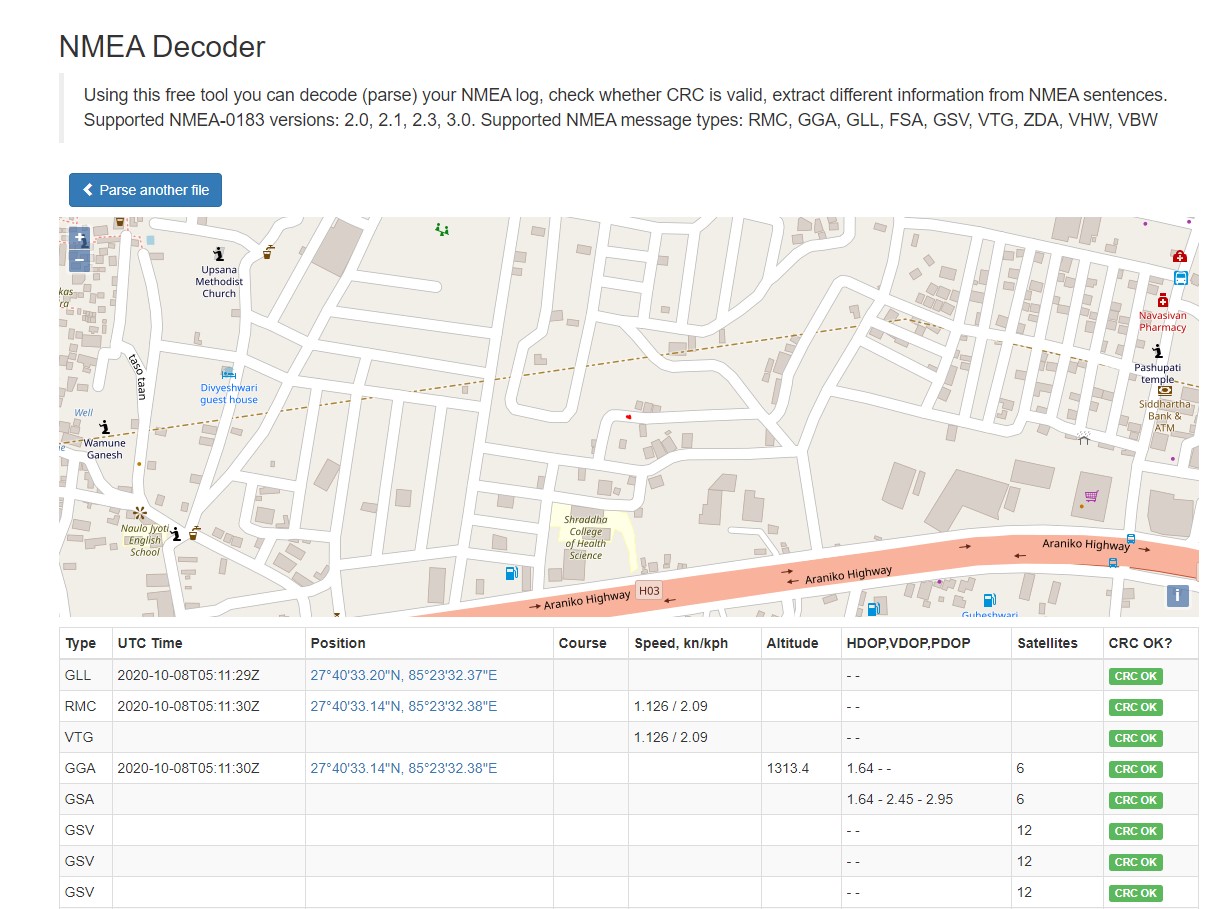 NMEA Decoder
Using this free tool you can decode (parse) your NMEA log, check whether CRC is valid, extract different information from NMEA sentences.
Supported NMEA-0183 versions: 2.0, 2.1, 2.3, 3.0. Supported NMEA message types: RMC, GGA, GLL, FSA, GSV, VTG, ZDA, VHW, VBW
Parse another file
+
−
Upsana
Methodist
Church
kas
ra
taso taan
Divyeshwari
guest house
Well
Wamune
Ganesh
Naulo Jyoti
English
School
Shraddha
College
of Health
Science
Navasivan
Pharmacy
Pashupati
temple
Siddhartha
Bank &
ATM
Araniko Highway
Araniko Highway
H03
Araniko Highway
Guheshwari
i
Type UTC Time Position Course Speed, kn/kph Altitude HDOP,VDOP,PDOP Satellites CRC OK?
GLL 2020-10-08T05:11:29Z 27°40'33.20"N, 85°23'32.37"E - - CRC OK
RMC 2020-10-08T05:11:30Z 27°40'33.14"N, 85°23'32.38"E 1.126 / 2.09 - - CRC OK
VTG 1.126 / 2.09 - - CRC OK
GGA 2020-10-08T05:11:30Z 27°40'33.14"N, 85°23'32.38"E 1313.4 1.64 - - 6 CRC OK
GSA 1.64 - 2.45 - 2.95 6 CRC OK
GSV - - 12 CRC OK
GSV - - 12 CRC OK
GSV - - 12 CRC OK